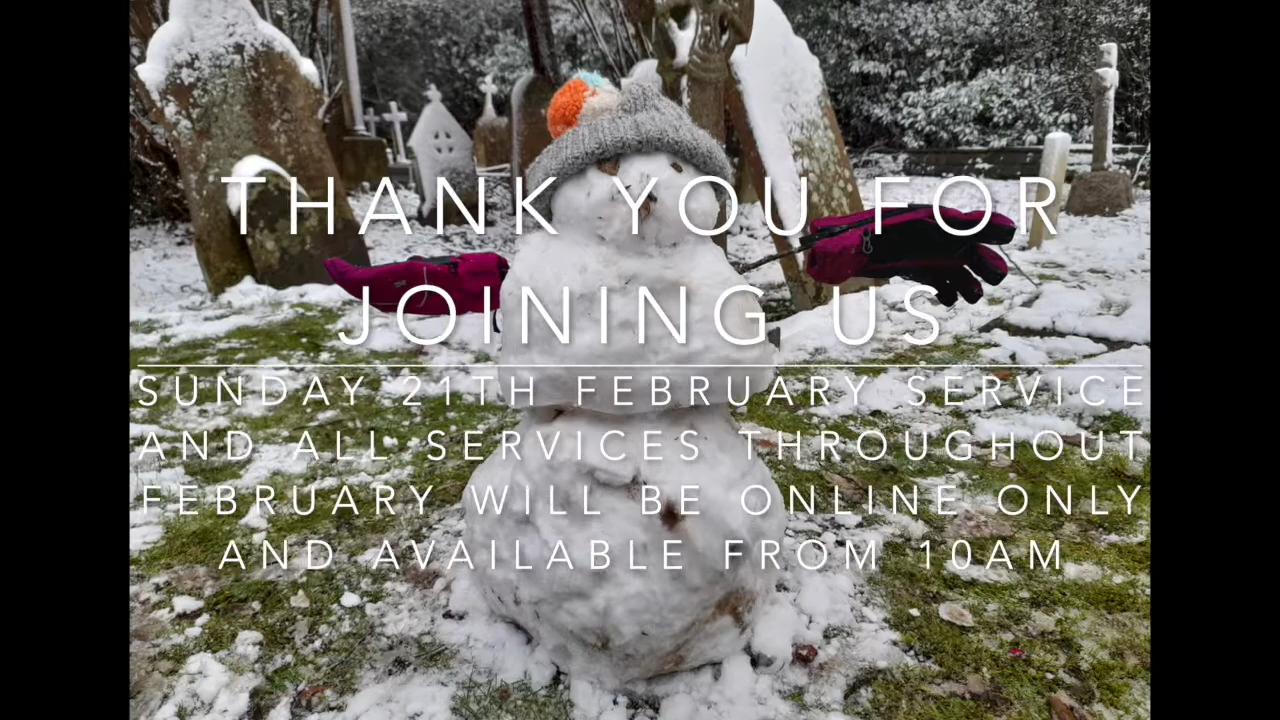 THANK YOU FOR
JOINING US
SUNDAY 21TH FEBRUARY SERVICE
AND ALL SERVICES THROUGHOUT
FEBRUARY WILL BE ONLINE ONLY
AND AVAILABLE FROM 10AM